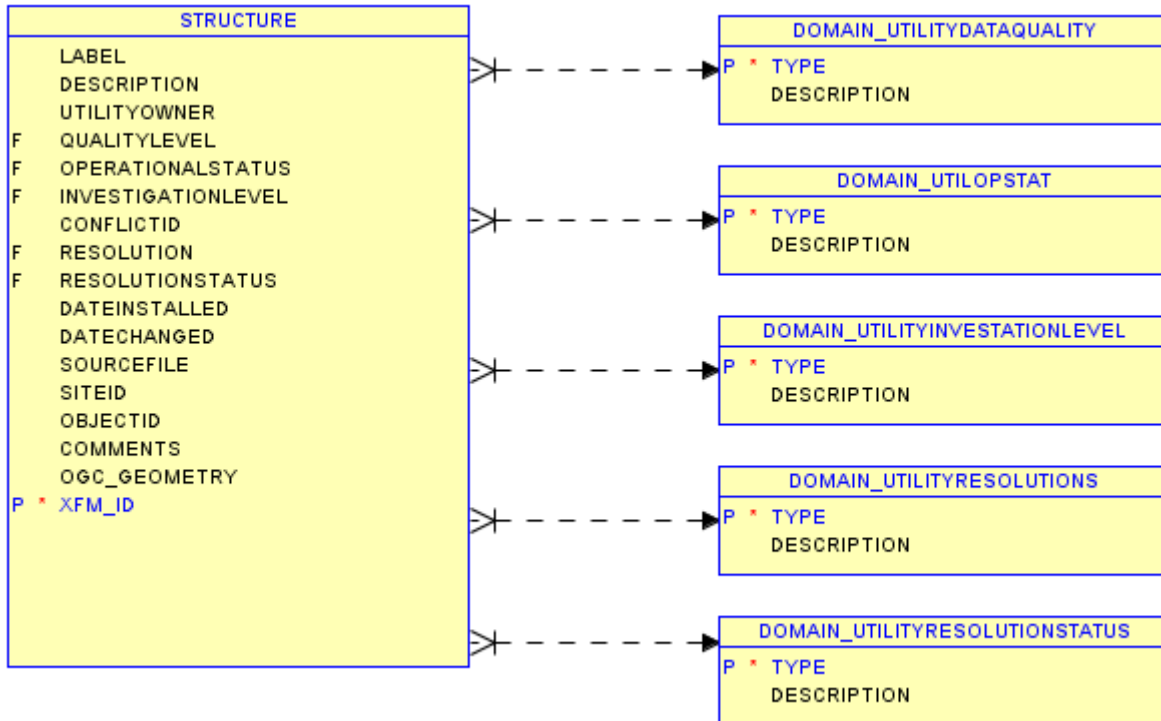 STRUCTURE
LABEL
DESCRIPTION
UTILITYOWNER
F QUALITYLEVEL
F OPERATIONALSTATUS
F INVESTIGATIONLEVEL
CONFLICTID
F RESOLUTION
F RESOLUTIONSTATUS
DATEINSTALLED
DATECHANGED
SOURCEFILE
SITEID
OBJECTID
COMMENTS
OGC_GEOMETRY
P * XFM_ID
DOMAIN_UTILITYDATAQUALITY
P * TYPE
DESCRIPTION
DOMAIN_UTILOPSTAT
P * TYPE
DESCRIPTION
DOMAIN_UTILITYINVESTATIONLEVEL
P * TYPE
DESCRIPTION
DOMAIN_UTILITYRESOLUTIONS
P * TYPE
DESCRIPTION
DOMAIN_UTILITYRESOLUTIONSTATUS
P * TYPE
DESCRIPTION